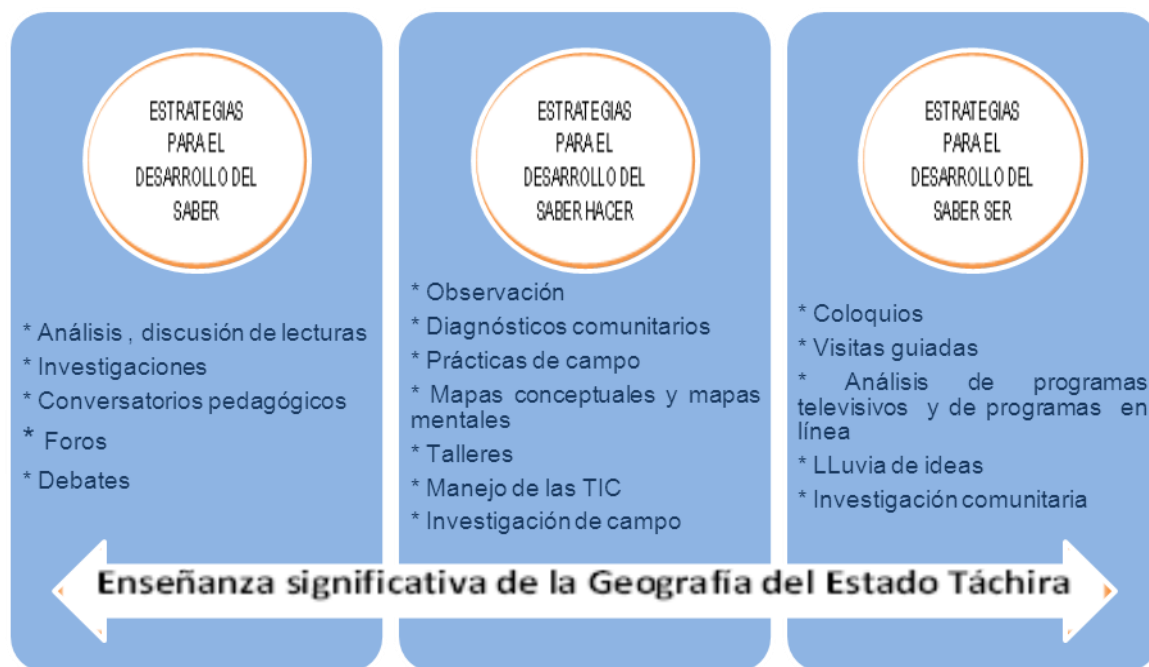 ESTRATEGIAS
PARA EL
DESARROLLO DEL
SABER
* Análisis , discusión de lecturas
* Investigaciones
* Conversatorios pedagógicos
* Foros
* Debates
ESTRATEGIAS
PARA EL
DESARROLLO DEL
SABER HACER
* Observación
* Diagnósticos comunitarios
* Prácticas de campo
* Mapas conceptuales y mapas
mentales
* Talleres
* Manejo de las TIC
* Investigación de campo
ESTRATEGIAS
PARA EL
DESARROLLO DEL
SABER SER
* Coloquios
* Visitas guiadas
* Análisis de programas
televisivos y de programas en
línea
* LLuvia de ideas
* Investigación comunitaria
Enseñanza significativa de la Geografía del Estado Táchira